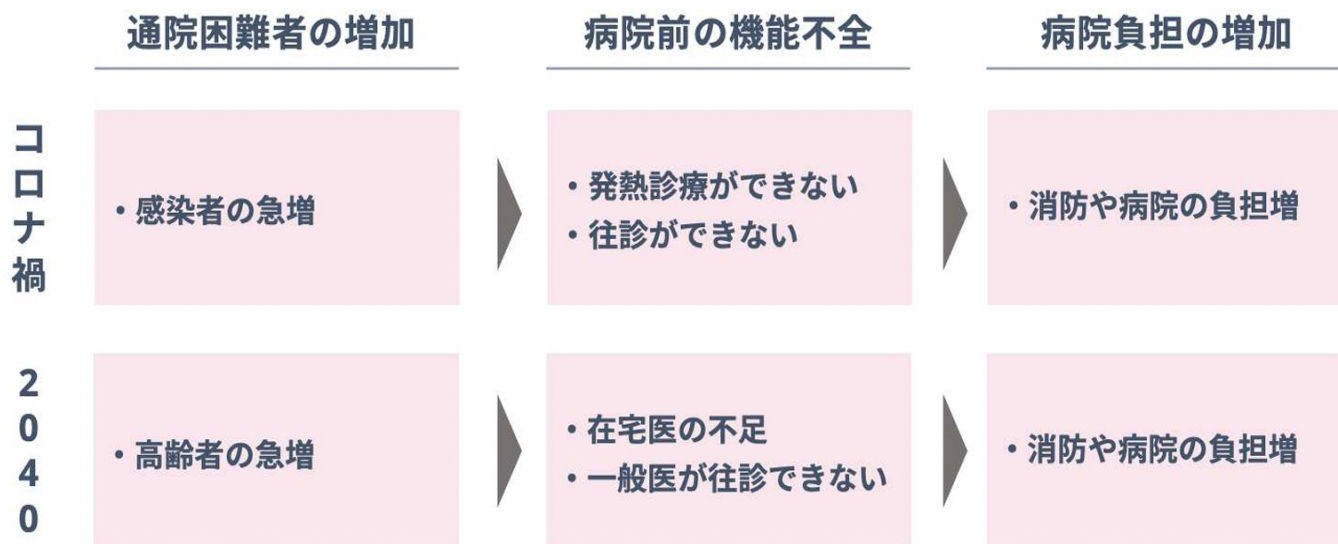 通院困難者の増加
病院前の機能不全
病院負担の増加
コロナ禍
・感染者の急増
・発熱診療ができない
・往診ができない
・消防や病院の負担増
2040
・高齢者の急増
・在宅医の不足
・一般医が往診できない
・消防や病院の負担増